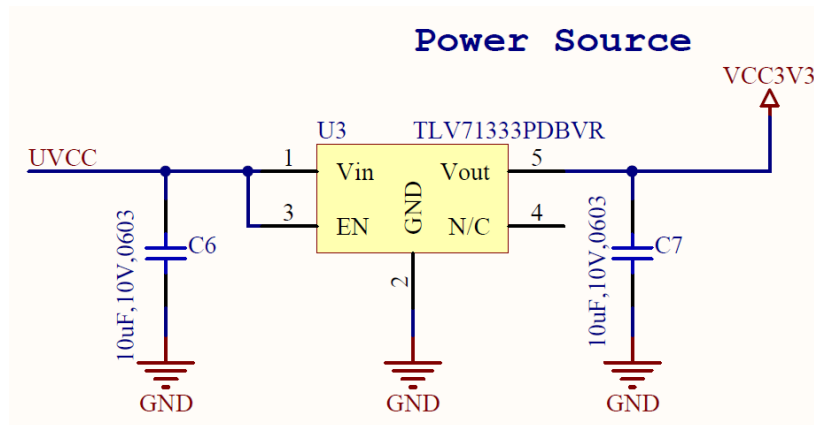 Power Source
VCC3V3
U3 TLV71333PDBVR
UVCC 1 Vin Vout 5
3 EN GND N/C 4
10uF,10V,0603 C6
2
10uF,10V,0603 C7
GND GND GND